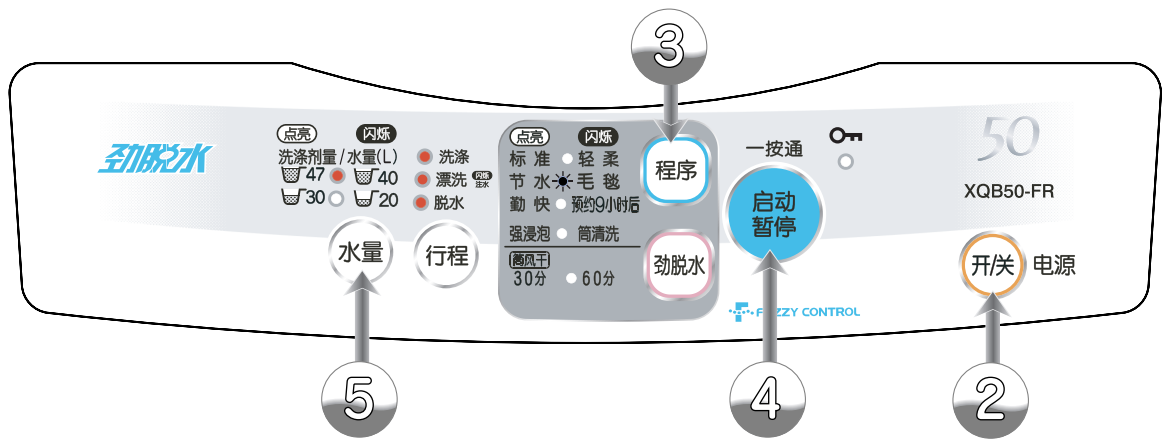 3
劲脱水
点亮 闪烁
洗涤剂量/水量(L)
47 40
30 20
洗涤
漂洗 闪烁注水
脱水
水量
行程
点亮 闪烁
标准 轻柔
节水 毛毯
勤快 预约9小时后
强浸泡 筒清洗
筒风干
30分 60分
程序
劲脱水
一按通
启动
暂停
50
XQB50-FR
开/关 电源
FUZZY CONTROL
5
4
2